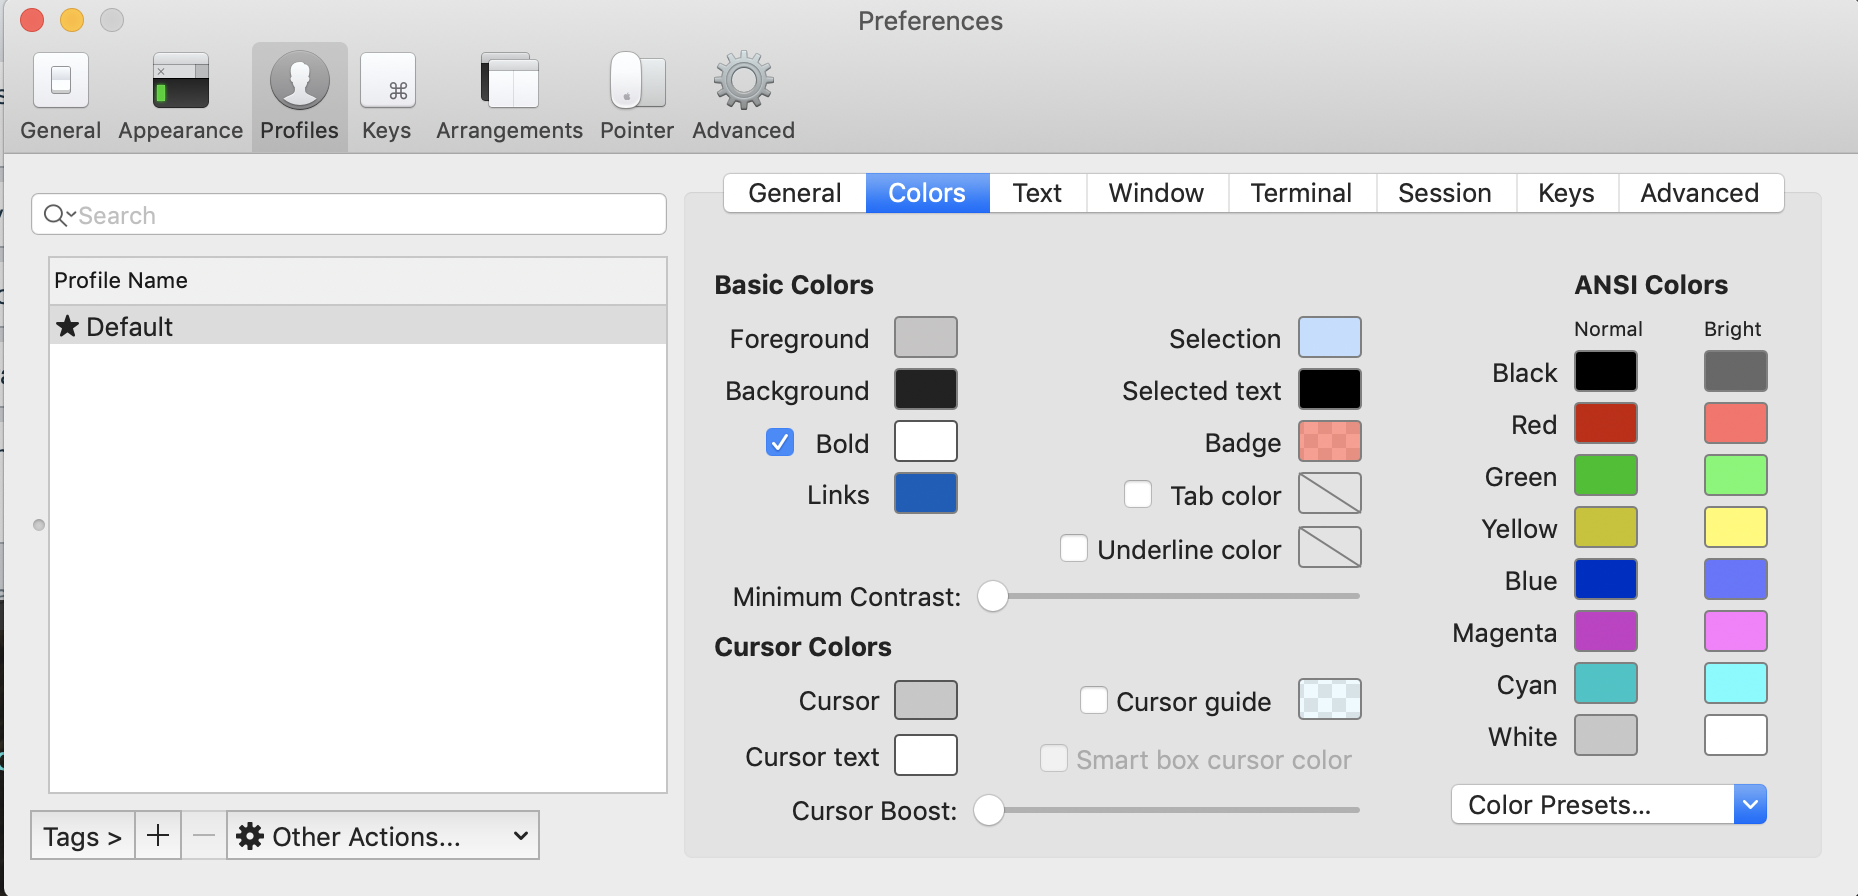 Preferences
General Appearance Profiles Keys Arrangements Pointer Advanced
Search
Profile Name
★ Default
Tags > + − Other Actions...
General Colors Text Window Terminal Session Keys Advanced
Basic Colors
Foreground
Background
Bold
Links
Selection
Selected text
Badge
Tab color
Underline color
Minimum Contrast:
Cursor Colors
Cursor
Cursor text
Cursor guide
Smart box cursor color
Cursor Boost:
ANSI Colors
Normal Bright
Black
Red
Green
Yellow
Blue
Magenta
Cyan
White
Color Presets...